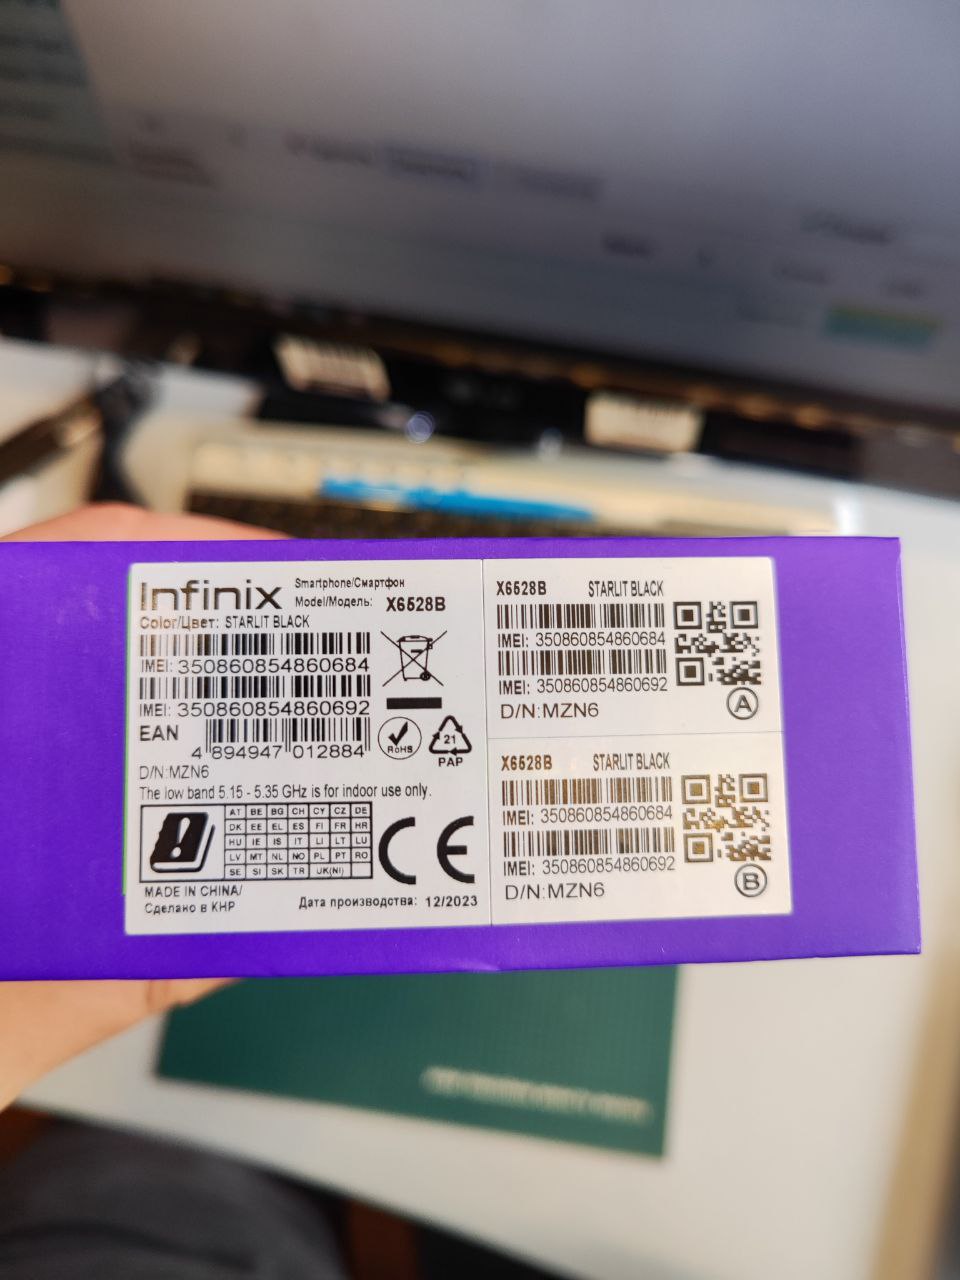 Infinix
Smartphone/Смартфон
Model/Модель: X6528B
Color/Цвет: STARLIT BLACK
IMEI: 350860854860684
IMEI: 350860854860692
EAN
4 894947 012884
D/N:MZN6
RoHS
21
PAP
The low band 5.15 - 5.35 GHz is for indoor use only.
AT BE BG CH CY CZ DE
DK EE EL ES FI FR HR
HU IE IS IT LI LT LU
LV MT NL NO PL PT RO
SE SI SK TR UK(NI)
CE
MADE IN CHINA/
Сделано в КНР
Дата производства: 12/2023
X6528B STARLIT BLACK
IMEI: 350860854860684
IMEI: 350860854860692
D/N:MZN6
A
X6528B STARLIT BLACK
IMEI: 350860854860684
IMEI: 350860854860692
D/N:MZN6
B